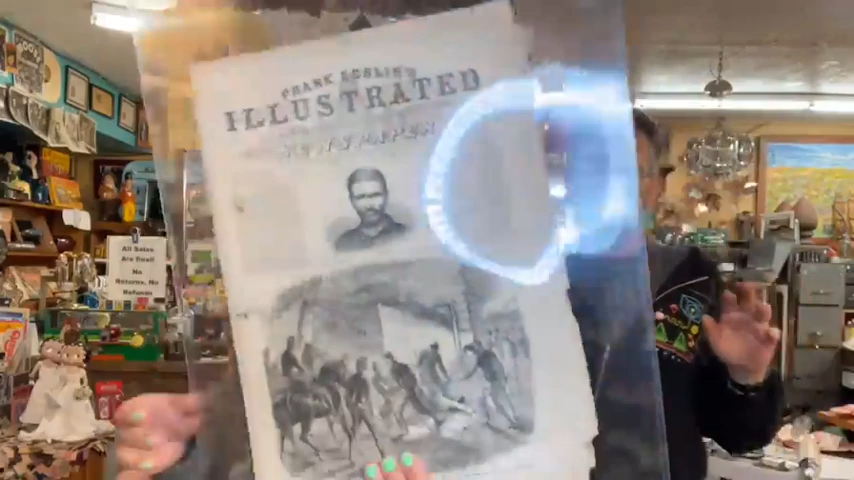 FRANK LESLIE'S
ILLUSTRATED
NEWSPAPER
All Sales
Are Final!
No
Returns, No
Refunds